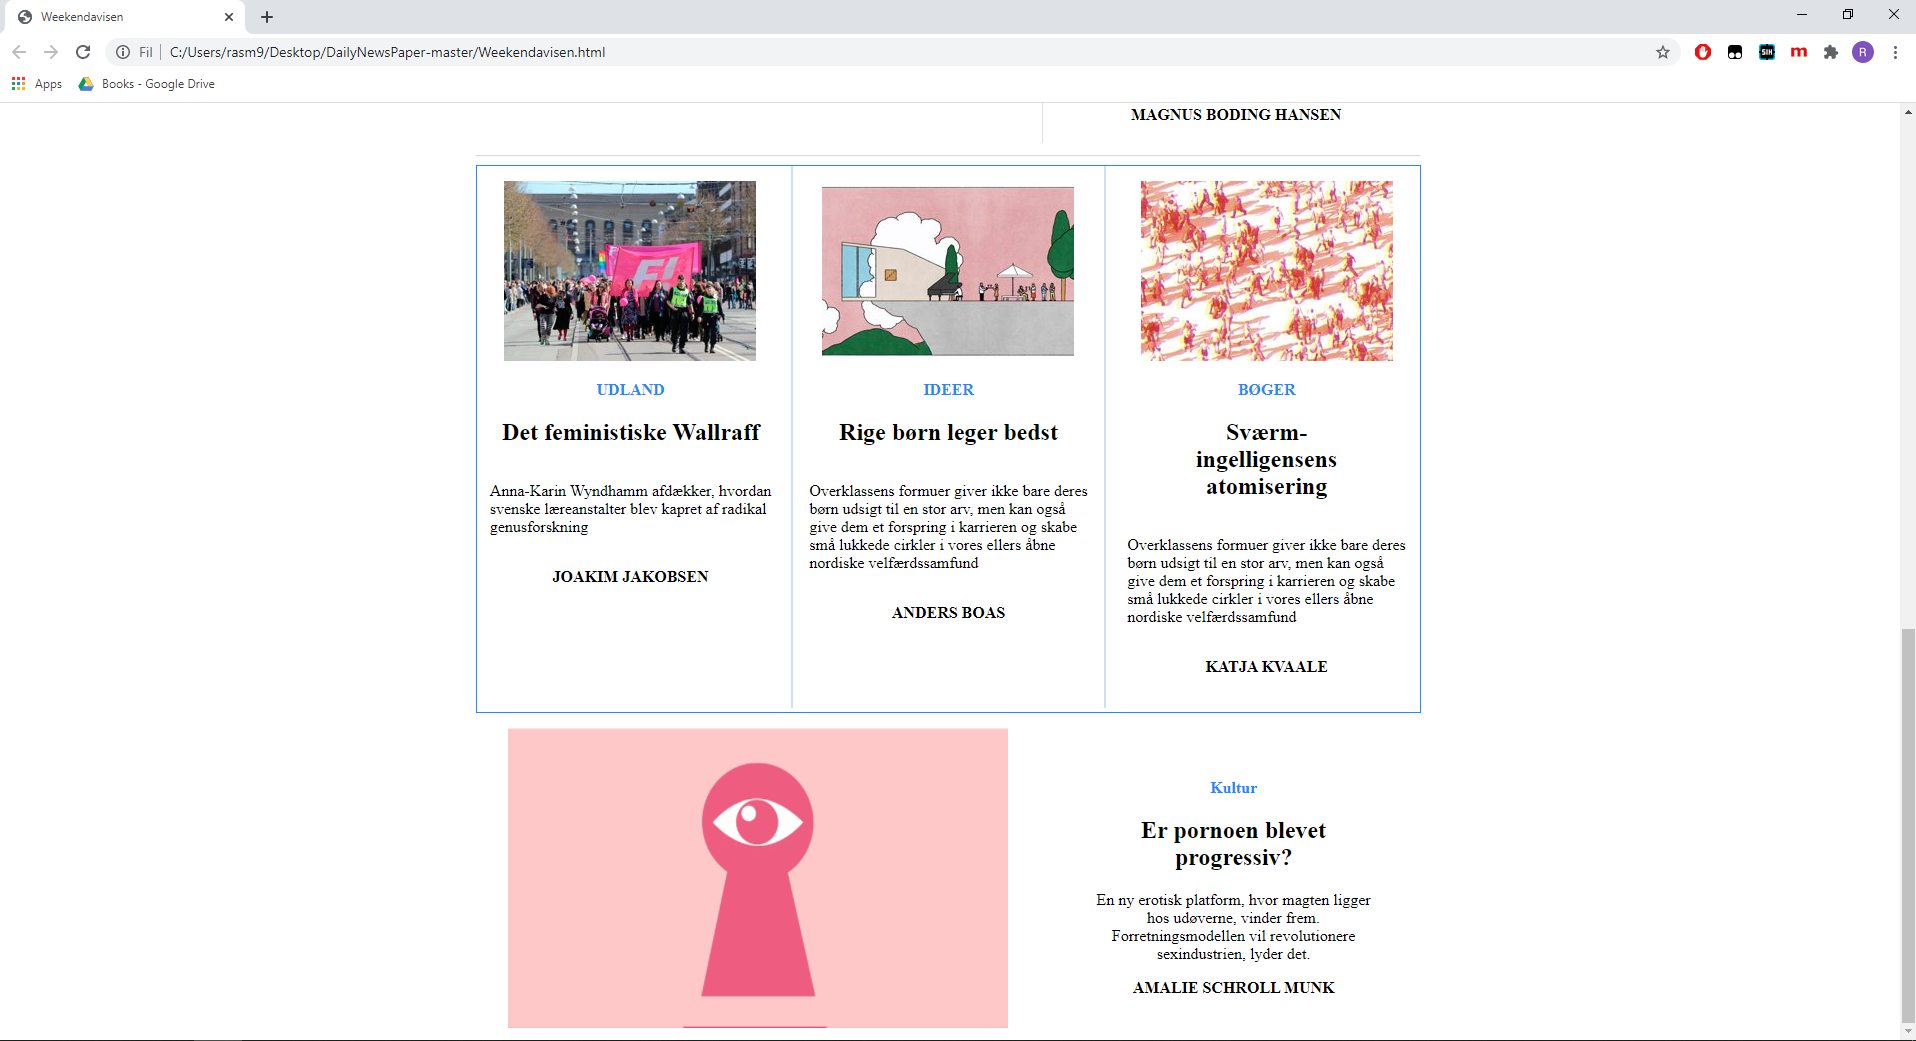 Weekendavisen
Fil
C:/Users/rasm9/Desktop/DailyNewsPaper-master/Weekendavisen.html
SIH
m
R
Apps
Books - Google Drive
MAGNUS BODING HANSEN
F!
UDLAND
Det feministiske Wallraff
Anna-Karin Wyndhamm afdækker, hvordan
svenske læreanstalter blev kapret af radikal
genusforskning
JOAKIM JAKOBSEN
IDEER
Rige børn leger bedst
Overklassens formuer giver ikke bare deres
børn udsigt til en stor arv, men kan også
give dem et forspring i karrieren og skabe
små lukkede cirkler i vores ellers åbne
nordiske velfærdssamfund
ANDERS BOAS
BØGER
Sværm-
ingelligensens
atomisering
Overklassens formuer giver ikke bare deres
børn udsigt til en stor arv, men kan også
give dem et forspring i karrieren og skabe
små lukkede cirkler i vores ellers åbne
nordiske velfærdssamfund
KATJA KVAALE
Kultur
Er pornoen blevet
progressiv?
En ny erotisk platform, hvor magten ligger
hos udøverne, vinder frem.
Forretningsmodellen vil revolutionere
sexindustrien, lyder det.
AMALIE SCHROLL MUNK